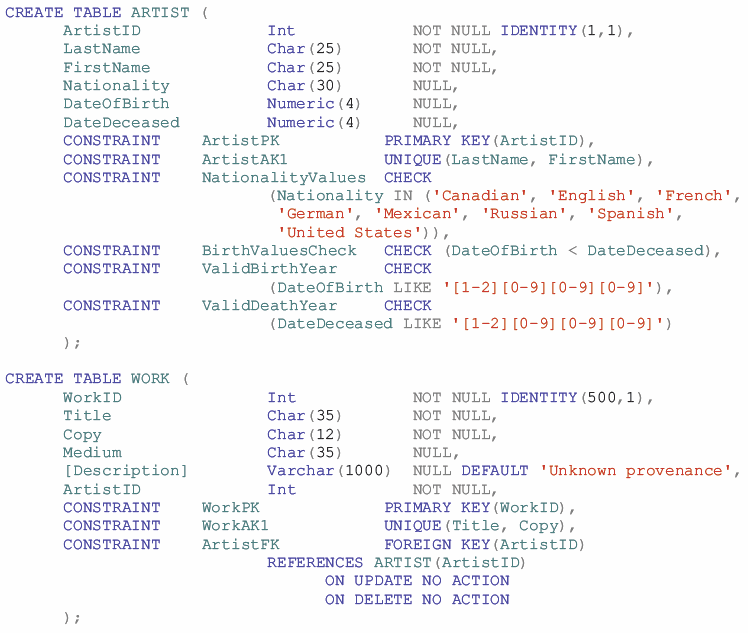 CREATE TABLE ARTIST (
ArtistID Int NOT NULL IDENTITY(1,1),
LastName Char(25) NOT NULL,
FirstName Char(25) NOT NULL,
Nationality Char(30) NULL,
DateOfBirth Numeric(4) NULL,
DateDeceased Numeric(4) NULL,
CONSTRAINT ArtistPK PRIMARY KEY(ArtistID),
CONSTRAINT ArtistAK1 UNIQUE(LastName, FirstName),
CONSTRAINT NationalityValues CHECK
(Nationality IN ('Canadian', 'English', 'French',
'German', 'Mexican', 'Russian', 'Spanish',
'United States')),
CONSTRAINT BirthValuesCheck CHECK (DateOfBirth < DateDeceased),
CONSTRAINT ValidBirthYear CHECK
(DateOfBirth LIKE '[1-2][0-9][0-9][0-9]'),
CONSTRAINT ValidDeathYear CHECK
(DateDeceased LIKE '[1-2][0-9][0-9][0-9]')
);
CREATE TABLE WORK (
WorkID Int NOT NULL IDENTITY(500,1),
Title Char(35) NOT NULL,
Copy Char(12) NOT NULL,
Medium Char(35) NULL,
[Description] Varchar(1000) NULL DEFAULT 'Unknown provenance',
ArtistID Int NOT NULL,
CONSTRAINT WorkPK PRIMARY KEY(WorkID),
CONSTRAINT WorkAK1 UNIQUE(Title, Copy),
CONSTRAINT ArtistFK FOREIGN KEY(ArtistID)
REFERENCES ARTIST(ArtistID)
ON UPDATE NO ACTION
ON DELETE NO ACTION
);